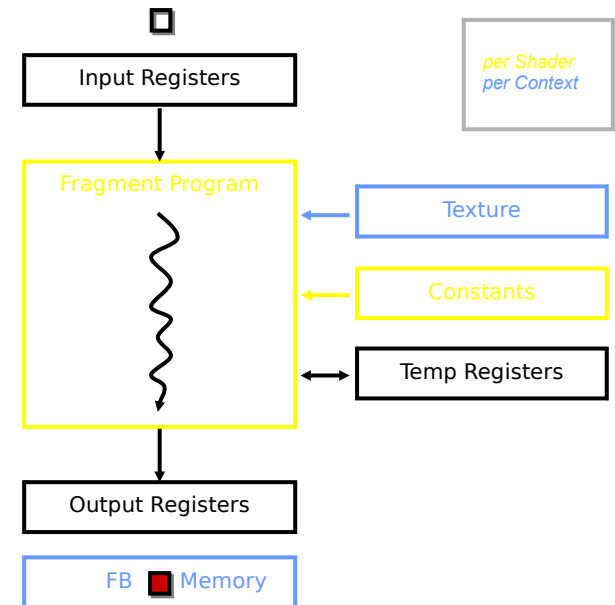 Input Registers
per Shader
per Context
Fragment Program
Texture
Constants
Temp Registers
Output Registers
FB Memory